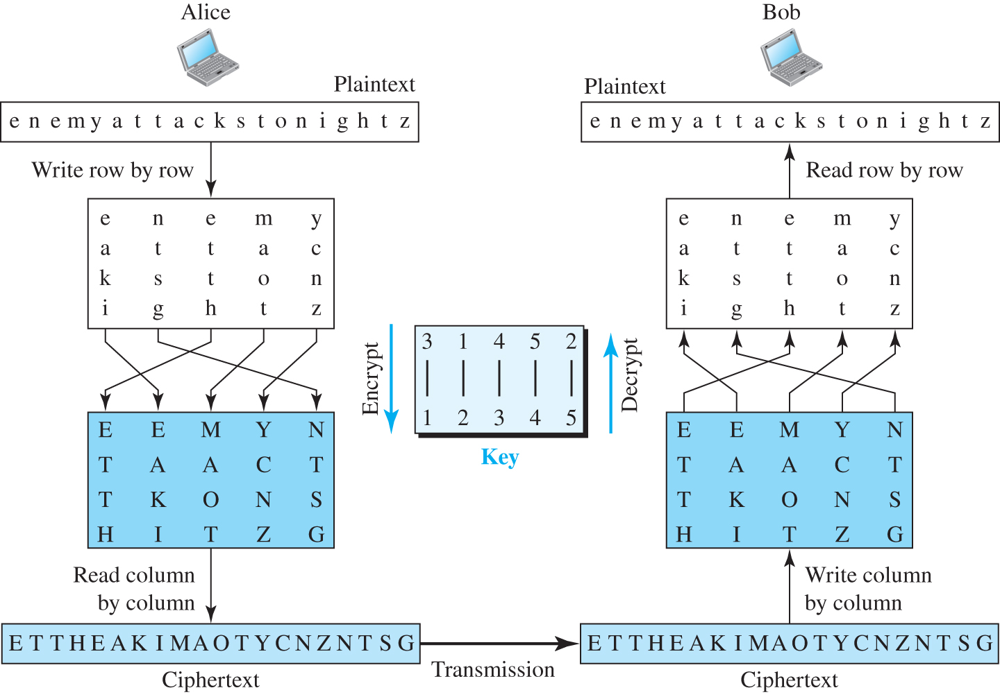 Alice
Bob
Plaintext
Plaintext
e n e m y a t t a c k s t o n i g h t z
e n e m y a t t a c k s t o n i g h t z
Write row by row
Read row by row
e n e m y
a t t a c
k s t o n
i g h t z
e n e m y
a t t a c
k s t o n
i g h t z
Encrypt
3 1 4 5 2
1 2 3 4 5
Key
Decrypt
E E M Y N
T A A C T
T K O N S
H I T Z G
E E M Y N
T A A C T
T K O N S
H I T Z G
Read column
by column
Write column
by column
E T T H E A K I M A O T Y C N Z N T S G
E T T H E A K I M A O T Y C N Z N T S G
Ciphertext
Transmission
Ciphertext